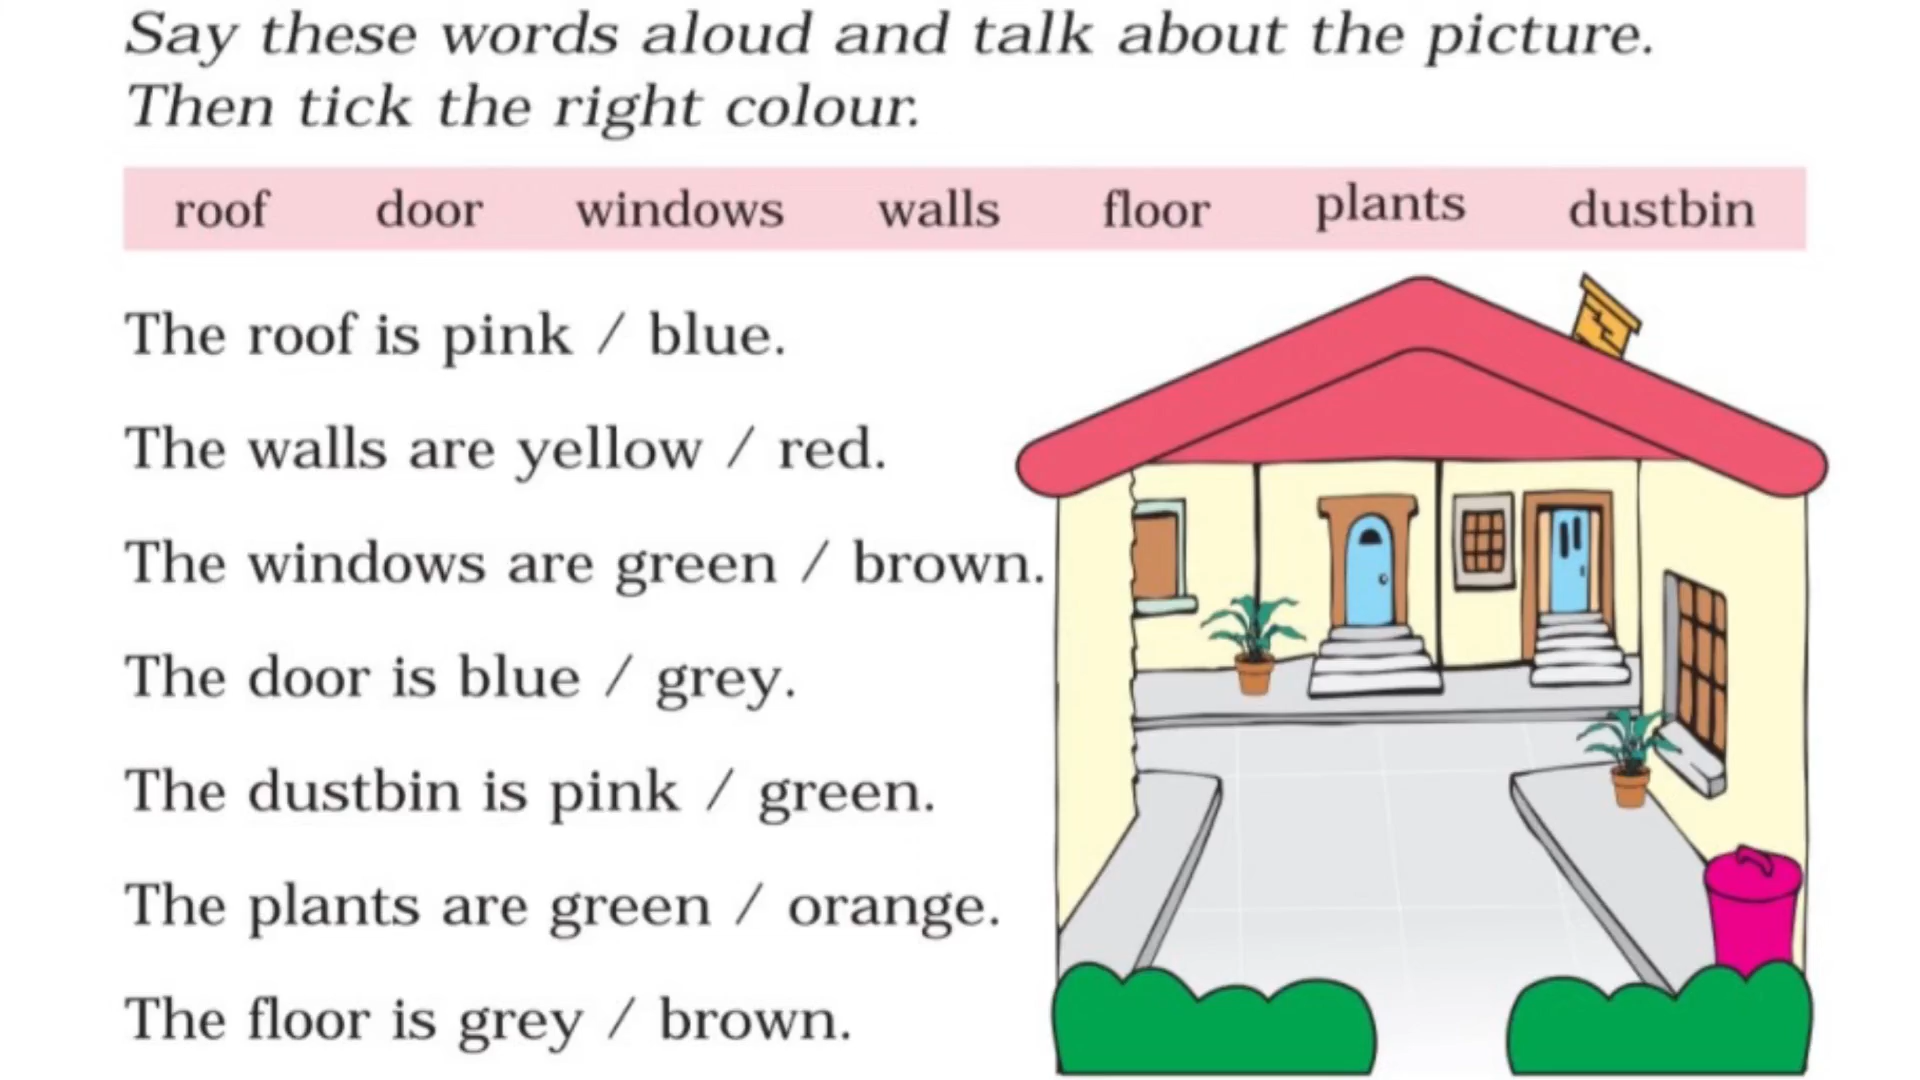 Say these words aloud and talk about the picture.
Then tick the right colour.
roof door windows walls floor plants dustbin
The roof is pink / blue.
The walls are yellow / red.
The windows are green / brown.
The door is blue / grey.
The dustbin is pink / green.
The plants are green / orange.
The floor is grey / brown.